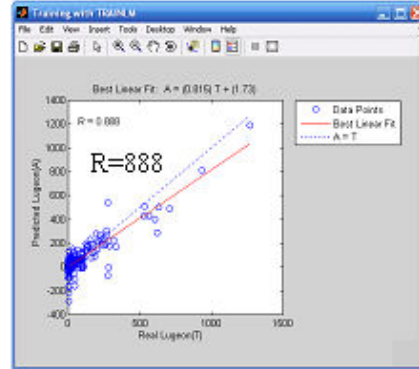 Training with TRAINLM
File Edit View Insert Tools Desktop Window Help
Best Linear Fit: A = (0.815) T + (1.73)
1400
1200
1000
800
600
400
200
0
-200
-400
0 500 1000 1500
Predicted Lugeon(A)
Real Lugeon(T)
R = 0.888
R=888
Data Points
Best Linear Fit
A = T